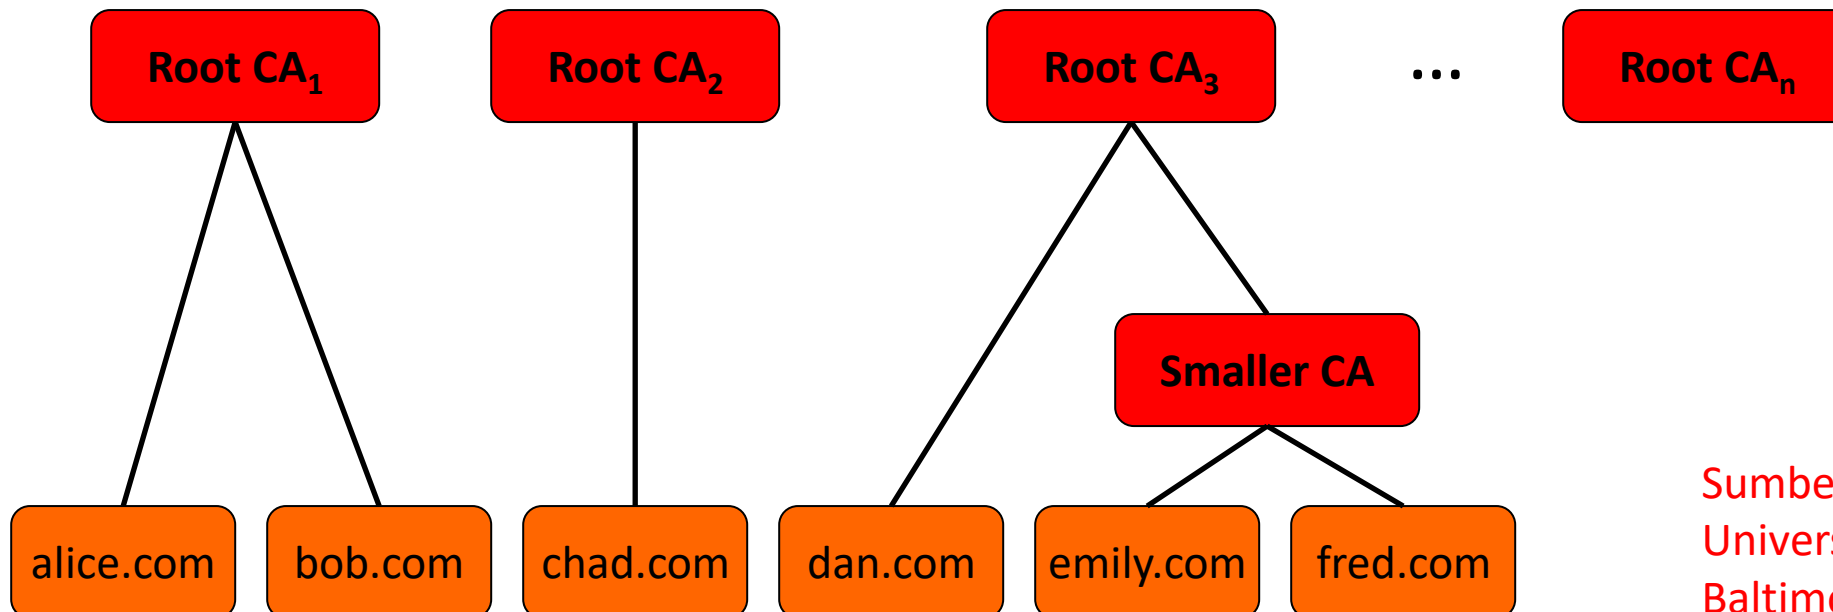 Root CA₁ Root CA₂ Root CA₃ ... Root CAₙ
Smaller CA
alice.com bob.com chad.com dan.com emily.com fred.com